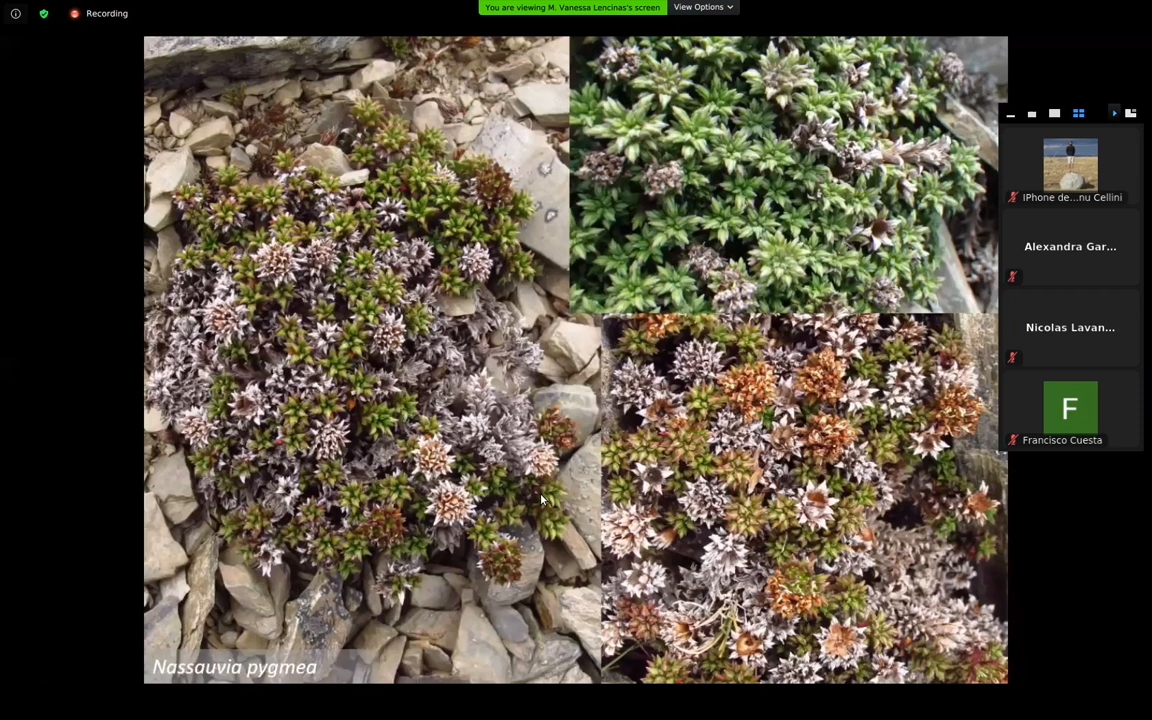 Recording
You are viewing M. Vanessa Lencinas's screen
View Options
IPhone de...nu Cellini
Alexandra Gar...
Nicolas Lavan...
F
Francisco Cuesta
Nassauvia pygmea